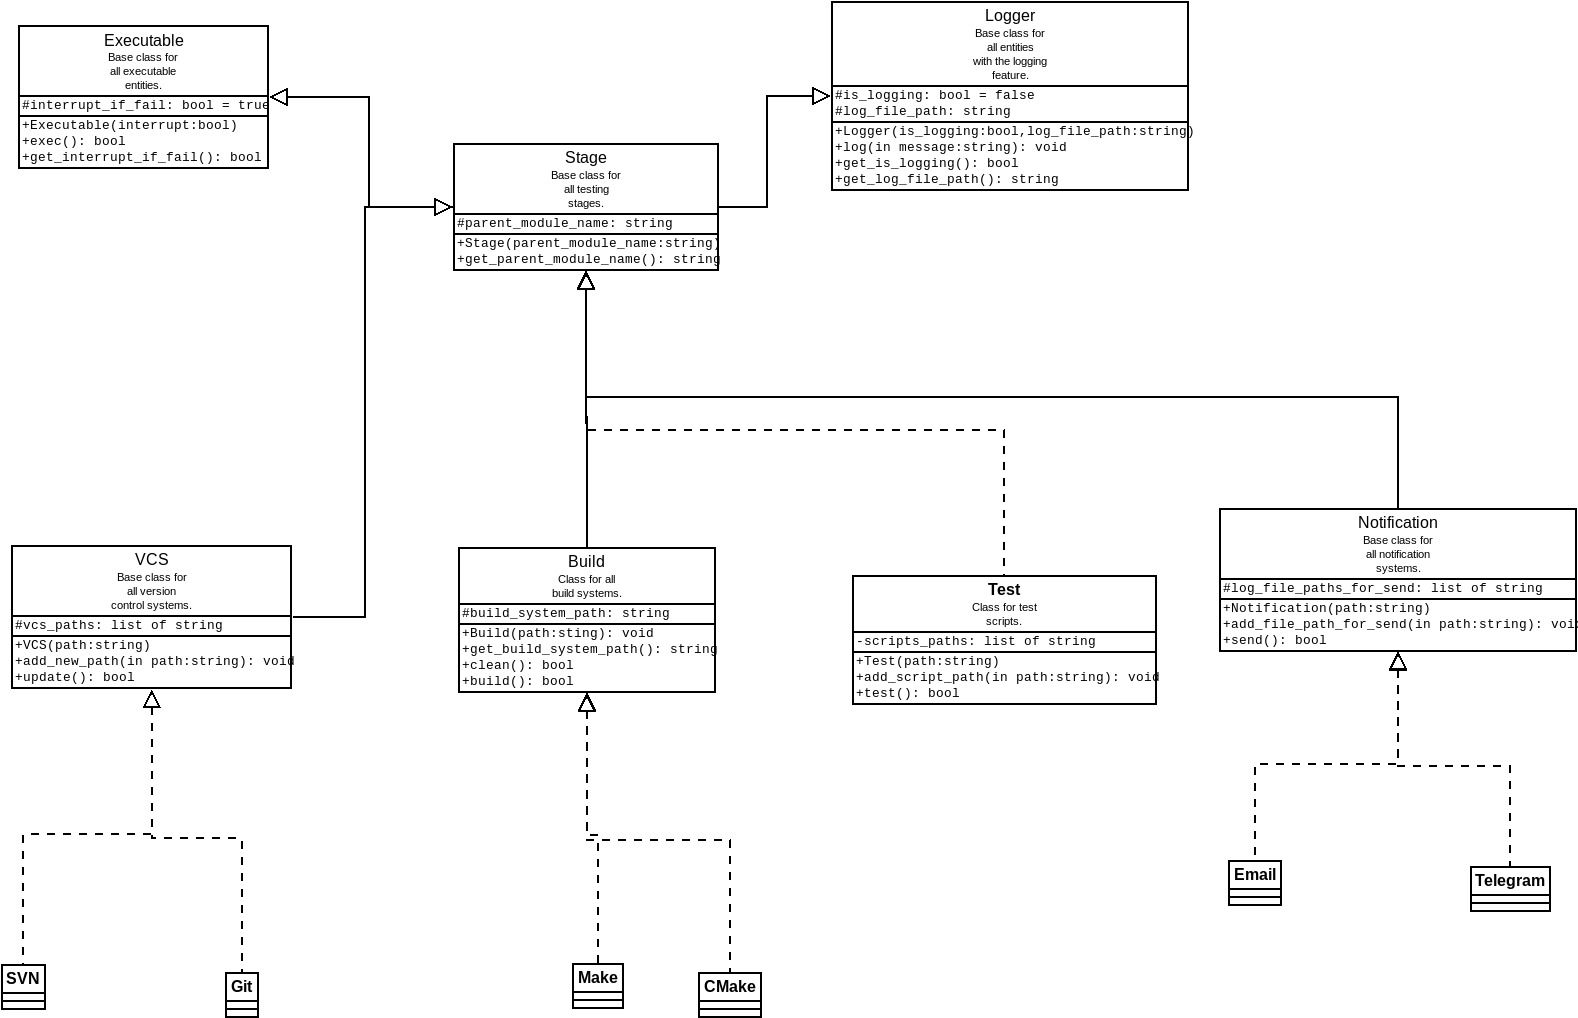 Executable
Base class for
all executable
entities.
#interrupt_if_fail: bool = true
+Executable(interrupt:bool)
+exec(): bool
+get_interrupt_if_fail(): bool
Logger
Base class for
all entities
with the logging
feature.
#is_logging: bool = false
#log_file_path: string
+Logger(is_logging:bool,log_file_path:string)
+log(in message:string): void
+get_is_logging(): bool
+get_log_file_path(): string
Stage
Base class for
all testing
stages.
#parent_module_name: string
+Stage(parent_module_name:string)
+get_parent_module_name(): string
VCS
Base class for
all version
control systems.
#vcs_paths: list of string
+VCS(path:string)
+add_new_path(in path:string): void
+update(): bool
Build
Class for all
build systems.
#build_system_path: string
+Build(path:sting): void
+get_build_system_path(): string
+clean(): bool
+build(): bool
Test
Class for test
scripts.
-scripts_paths: list of string
+Test(path:string)
+add_script_path(in path:string): void
+test(): bool
Notification
Base class for
all notification
systems.
#log_file_paths_for_send: list of string
+Notification(path:string)
+add_file_path_for_send(in path:string): void
+send(): bool
SVN
Git
Make
CMake
Email
Telegram